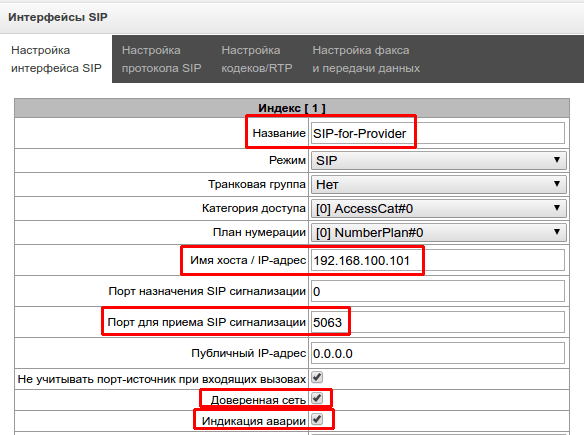 Интерфейсы SIP
Настройка интерфейса SIP
Настройка протокола SIP
Настройка кодеков/RTP
Настройка факса и передачи данных
Индекс [ 1 ]
Название SIP-for-Provider
Режим SIP
Транковая группа Нет
Категория доступа [0] AccessCat#0
План нумерации [0] NumberPlan#0
Имя хоста / IP-адрес 192.168.100.101
Порт назначения SIP сигнализации 0
Порт для приема SIP сигнализации 5063
Публичный IP-адрес 0.0.0.0
Не учитывать порт-источник при входящих вызовах
Доверенная сеть
Индикация аварии